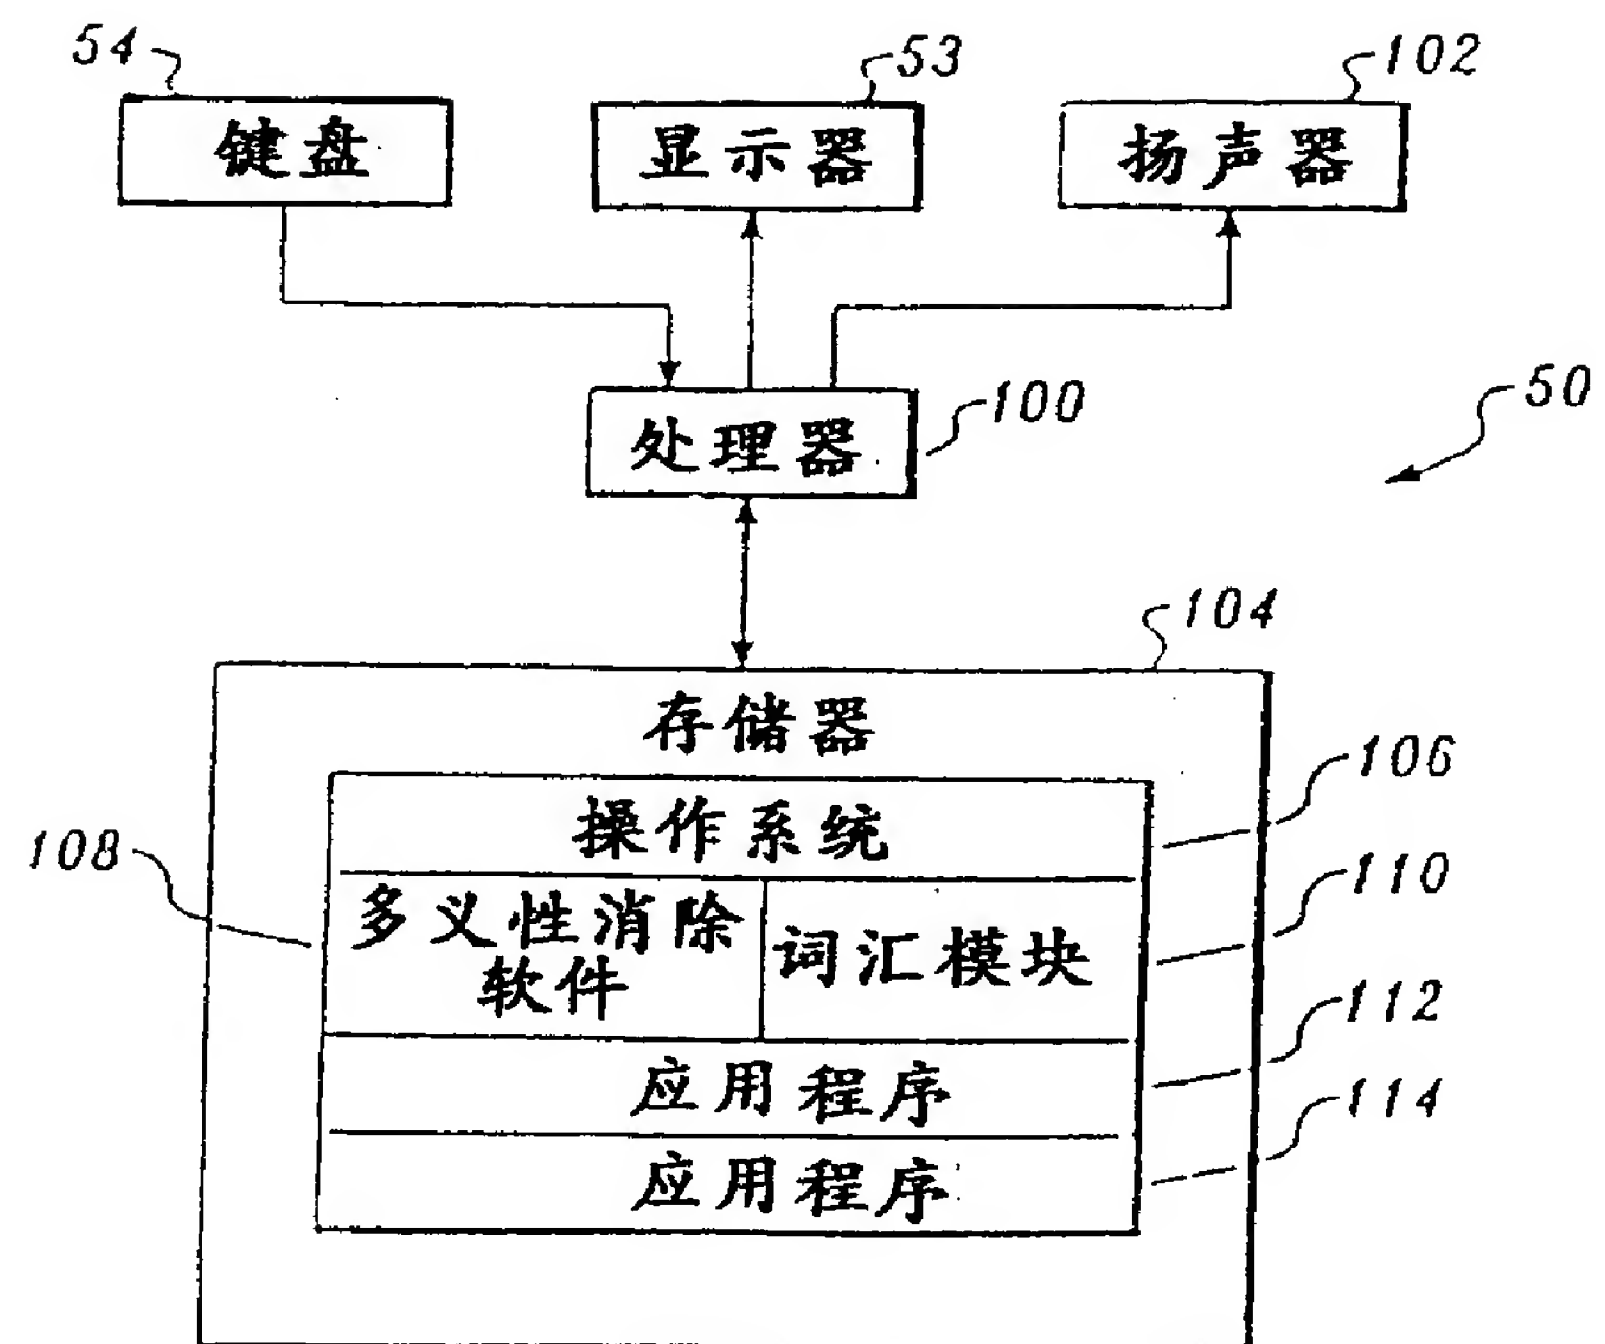 54
53
102
键盘
显示器
扬声器
100
50
处理器
104
存储器
106
操作系统
108
110
多义性消除
软件
词汇模块
112
应用程序
114
应用程序